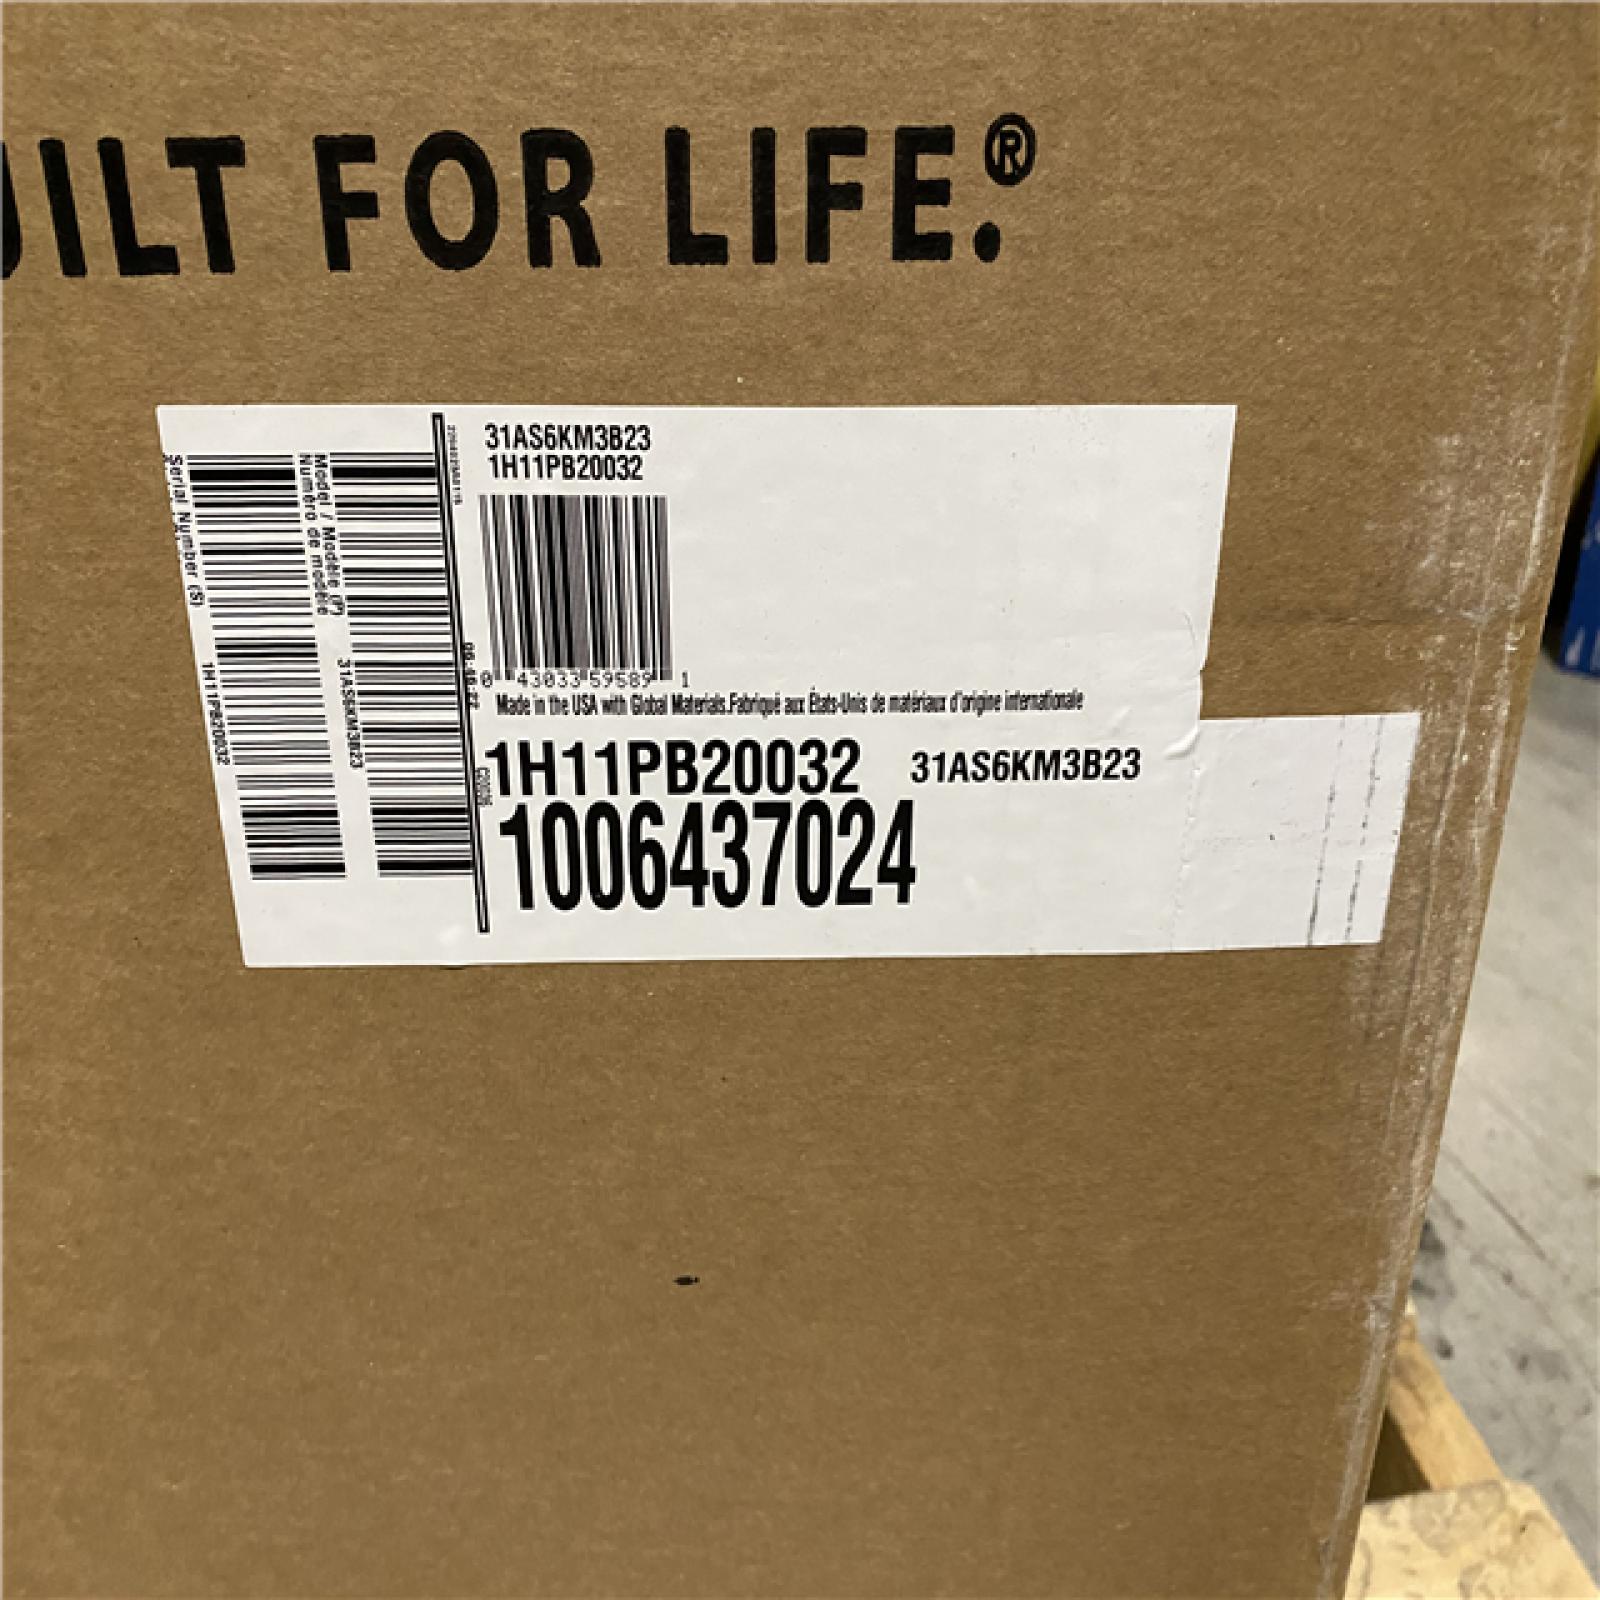 UILT FOR LIFE.®
31AS6KM3B23
1H11PB20032
0 43033 59589 1
Made in the USA with Global Materials.Fabriqué aux États-Unis de matériaux d'origine internationale
1H11PB20032 31AS6KM3B23
1006437024
Model / Modèle (P)
Numéro de modèle
31AS6KM3B23
Serial Number (S)
1H11PB20032